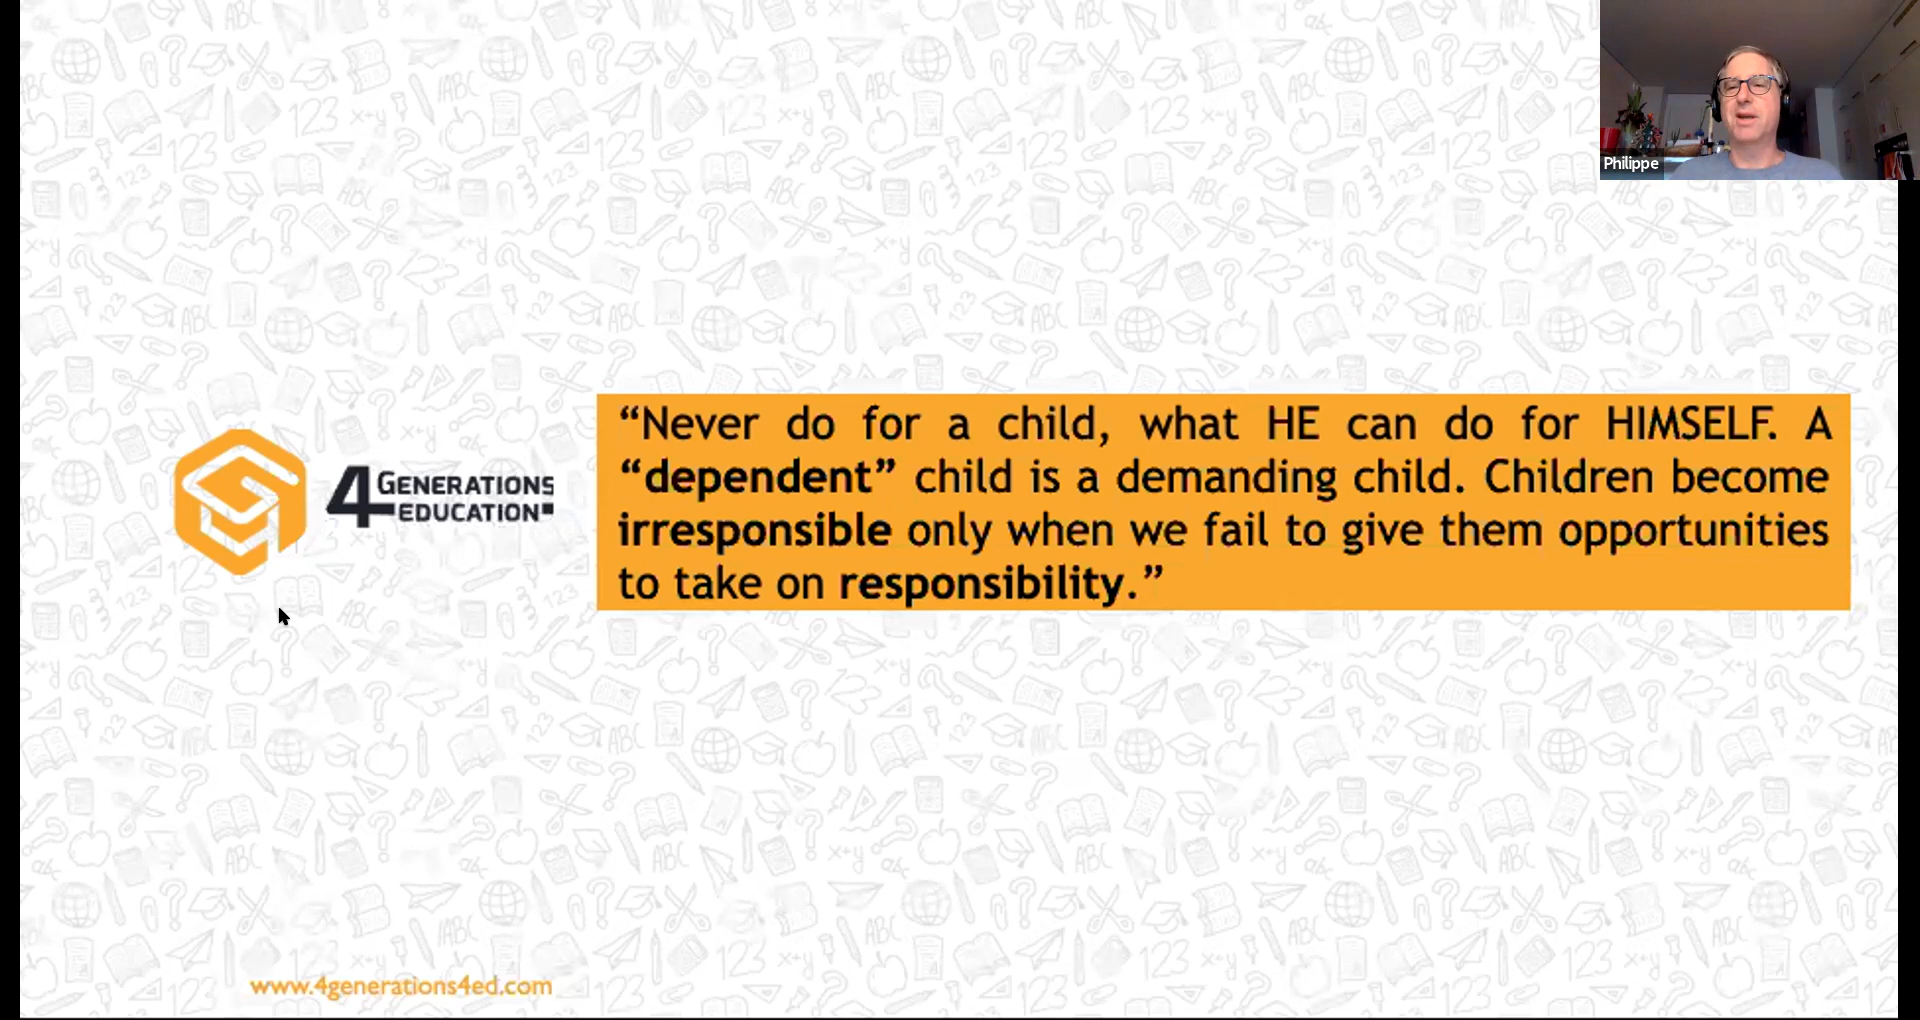 Philippe
“Never do for a child, what HE can do for HIMSELF. A
“dependent” child is a demanding child. Children become
irresponsible only when we fail to give them opportunities
to take on responsibility.”
4 GENERATIONS
EDUCATION
www.4generations4ed.com